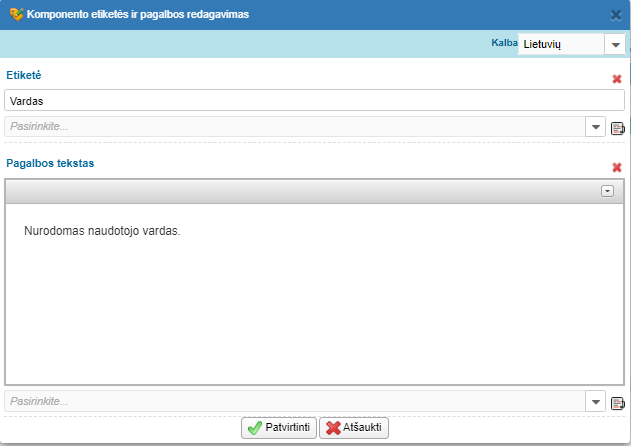 Komponento etiketės ir pagalbos redagavimas
Kalba Lietuvių
Etiketė
Vardas
Pasirinkite...
Pagalbos tekstas
Nurodomas naudotojo vardas.
Pasirinkite...
Patvirtinti Atšaukti